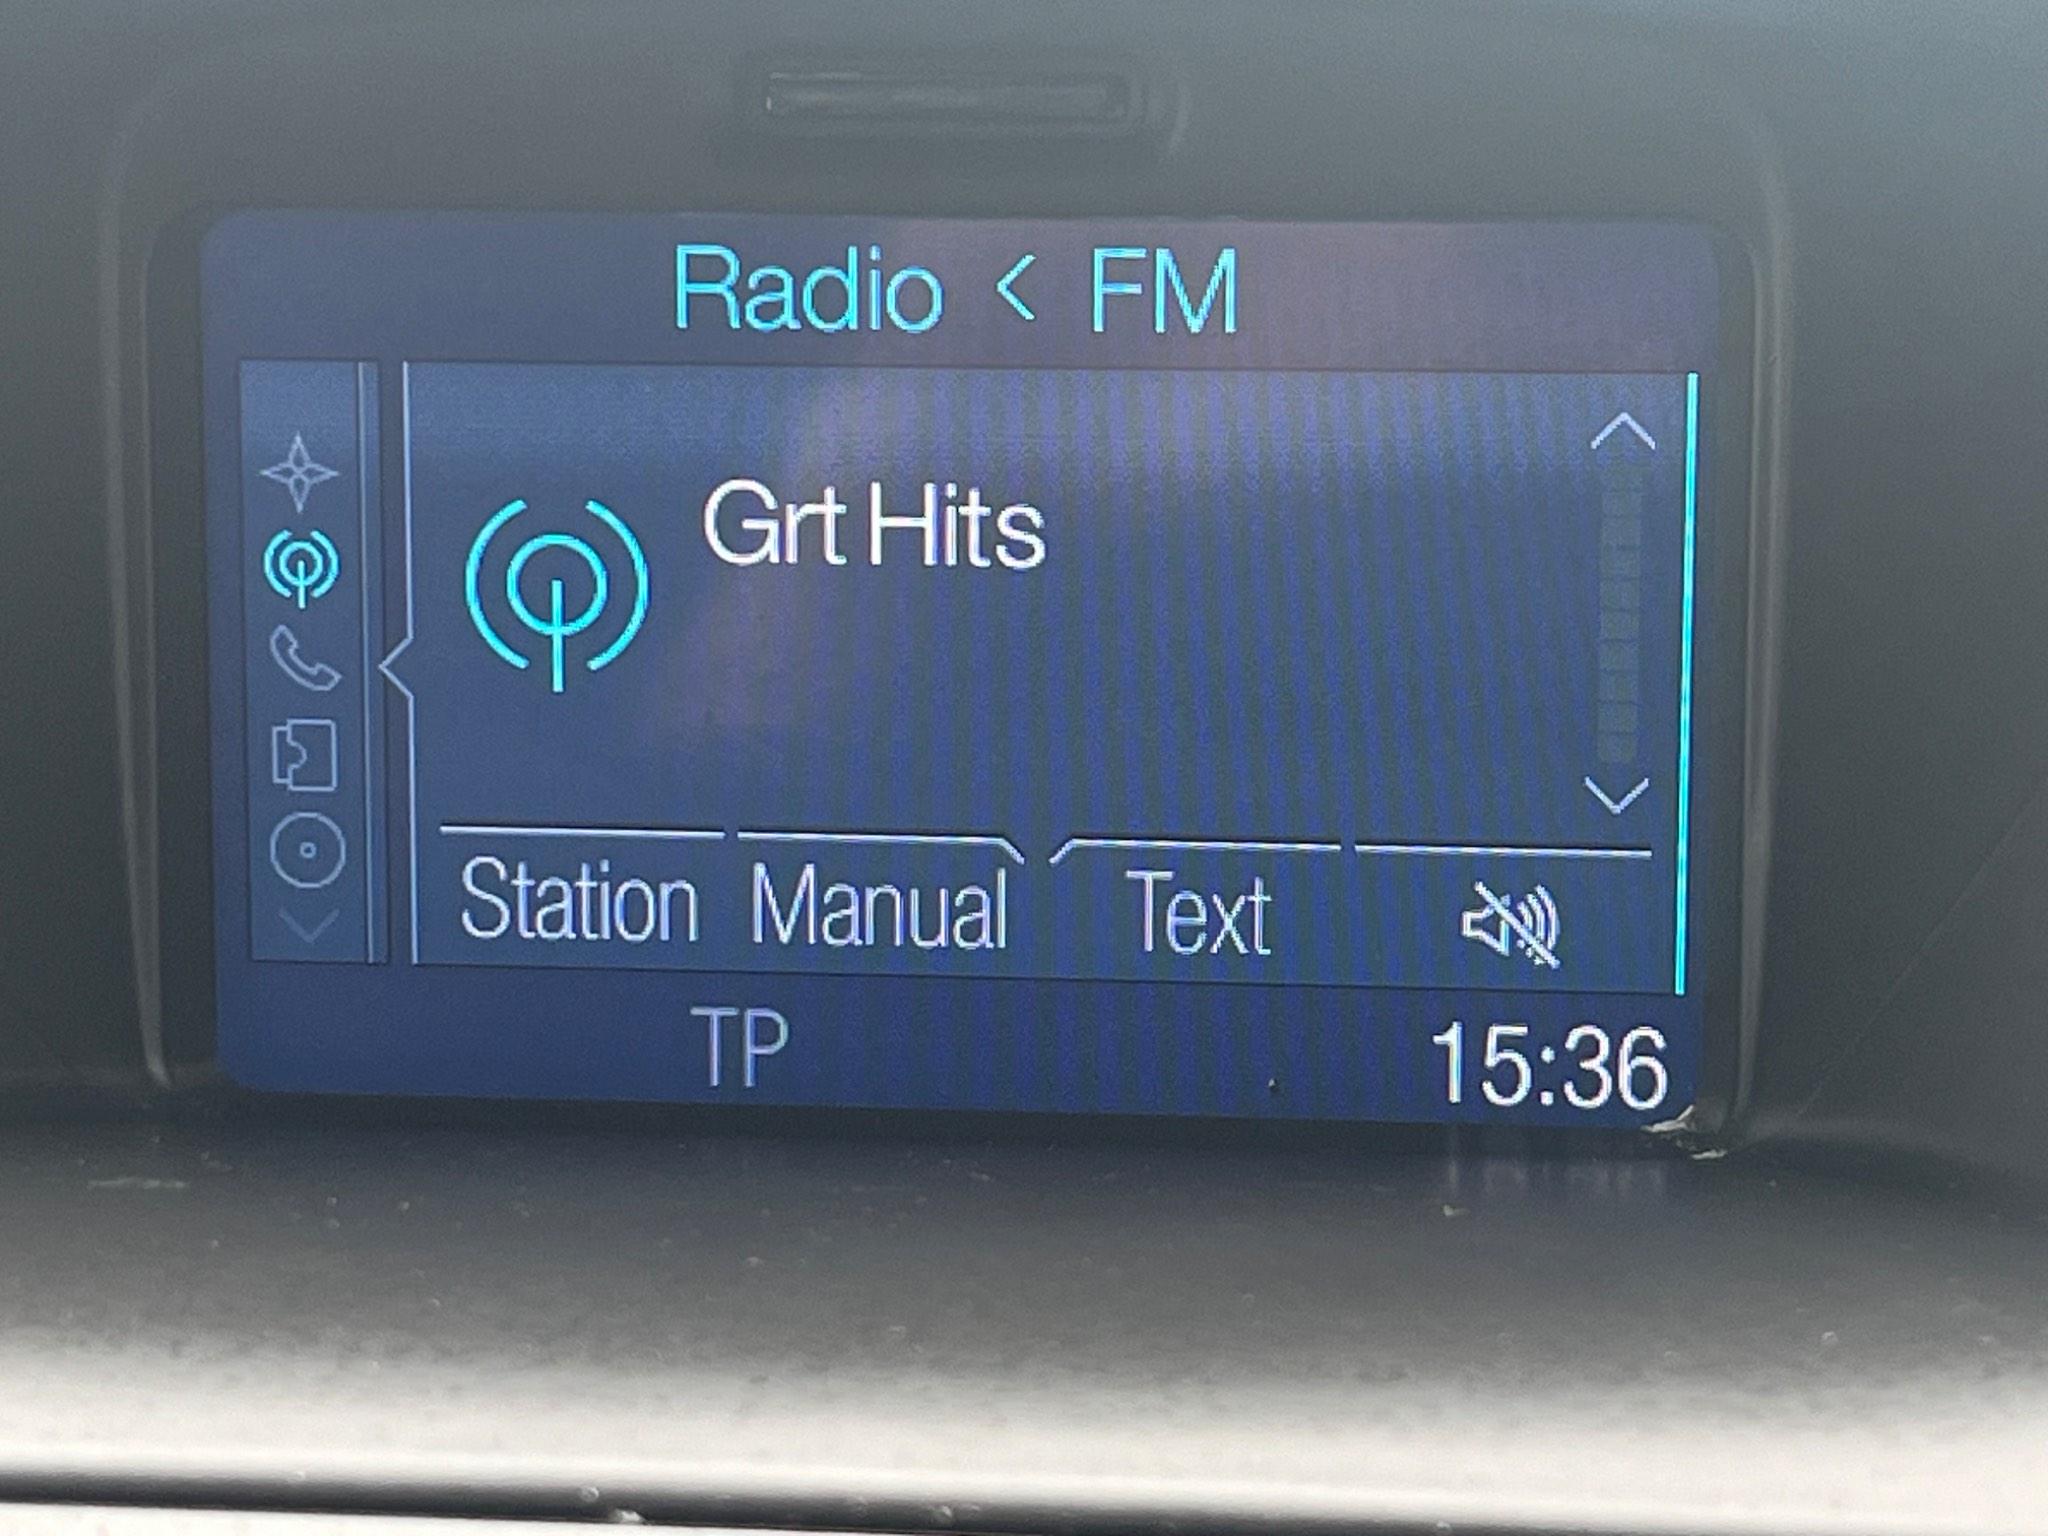 Radio < FM
Grt Hits
Station Manual Text
TP 15:36